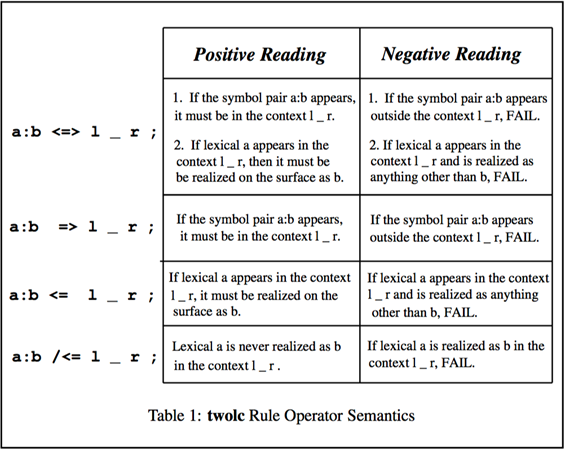 Positive Reading
Negative Reading
a:b <=> l _ r ;
1. If the symbol pair a:b appears,
it must be in the context l _ r.
2. If lexical a appears in the
context l _ r, then it must be
be realized on the surface as b.
1. If the symbol pair a:b appears
outside the context l _ r, FAIL.
2. If lexical a appears in the
context l _ r and is realized as
anything other than b, FAIL.
a:b => l _ r ;
If the symbol pair a:b appears,
it must be in the context l _ r.
If the symbol pair a:b appears
outside the context l _ r, FAIL.
a:b <= l _ r ;
If lexical a appears in the context
l _ r, it must be realized on the
surface as b.
If lexical a appears in the context
l _ r and is realized as anything
other than b, FAIL.
a:b /<= l _ r ;
Lexical a is never realized as b
in the context l _ r .
If lexical a is realized as b in the
context l _ r, FAIL.
Table 1: twolc Rule Operator Semantics